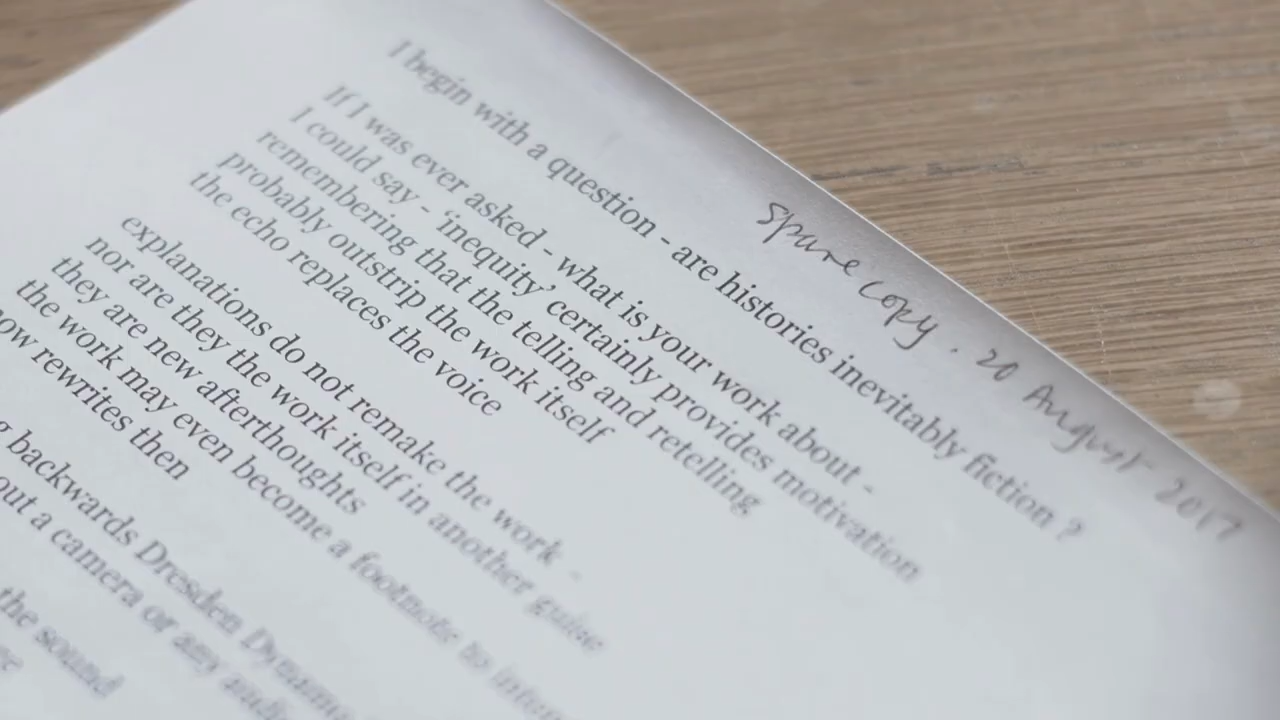 spare copy . 20 August 2017
I begin with a question - are histories inevitably fiction ?
If I was ever asked - what is your work about -
I could say - 'inequity' certainly provides motivation
remembering that the telling and retelling
probably outstrip the work itself
the echo replaces the voice
explanations do not remake the work -
nor are they the work itself in another guise
they are new afterthoughts
the work may even become a footnote to
now rewrites then
backwards Dresden Dynamo
out a camera or any
the sound